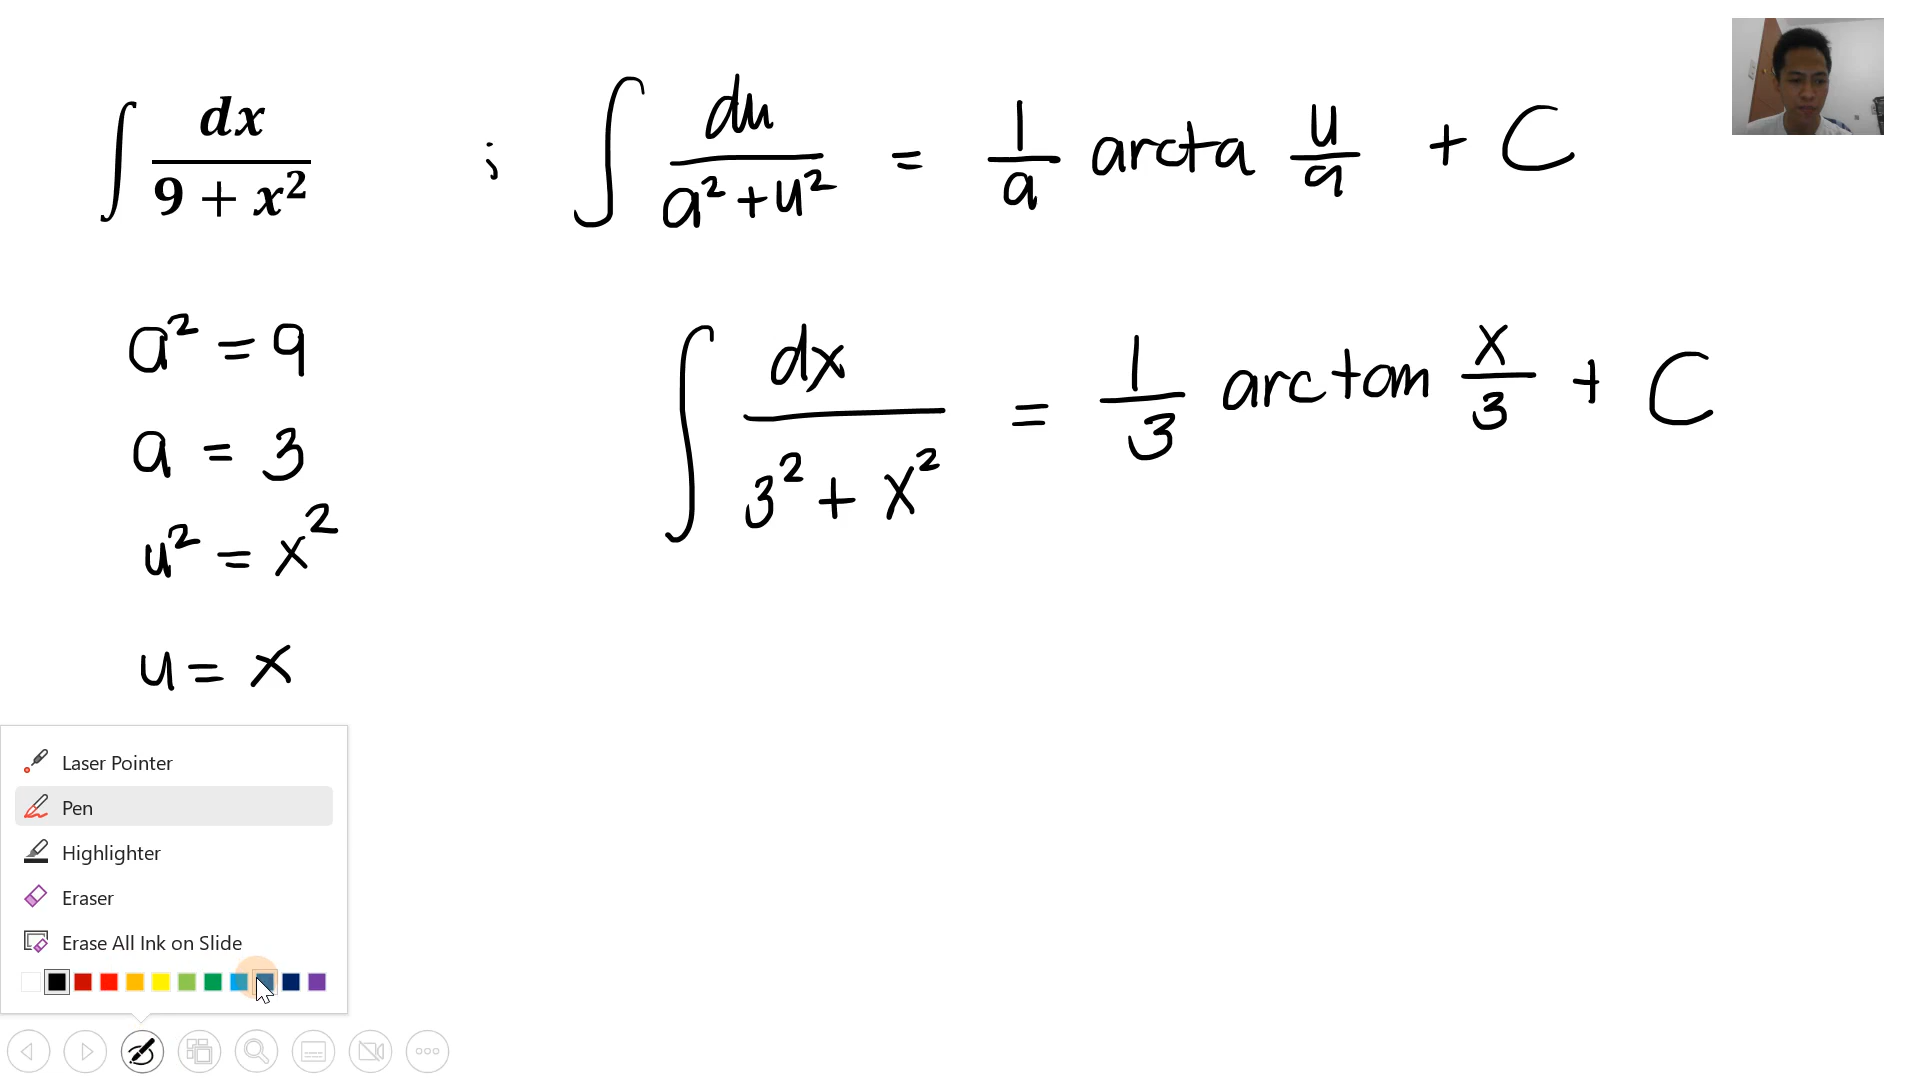 ∫ dx / (9 + x²) ; ∫ du / (a² + u²) = 1/a arcta u/a + C
a² = 9
∫ dx / (3² + x²) = 1/3 arctan x/3 + C
a = 3
u² = x²
u = x
Laser Pointer
Pen
Highlighter
Eraser
Erase All Ink on Slide